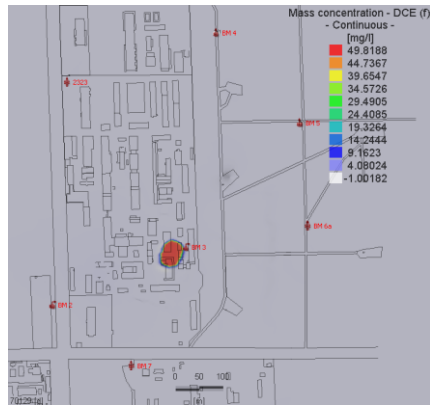 Mass concentration - DCE (f)
- Continuous -
[mg/l]
49.8188
44.7367
39.6547
34.5726
29.4905
24.4085
19.3264
14.2444
9.1623
4.08024
-1.00182
BM 4
2323
BM 5
BM 6a
BM 3
BM 2
BM 7
0 50 100
[m]